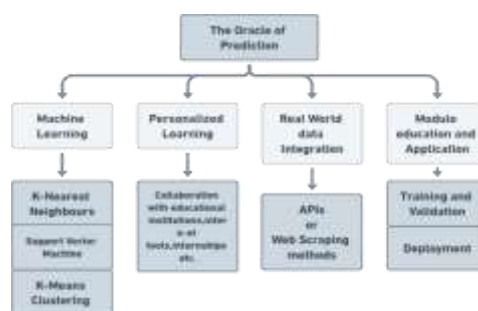 The Oracle of
Prediction
Machine
Learning
Personalized
Learning
Real World
data
Integration
Module
education and
Application
K-Nearest
Neighbours
Support Vector
Machine
K-Means
Clustering
Collaboration
with educational
institutions,
tools,internships
etc.
APIs
or
Web Scraping
methods
Training and
Validation
Deployment